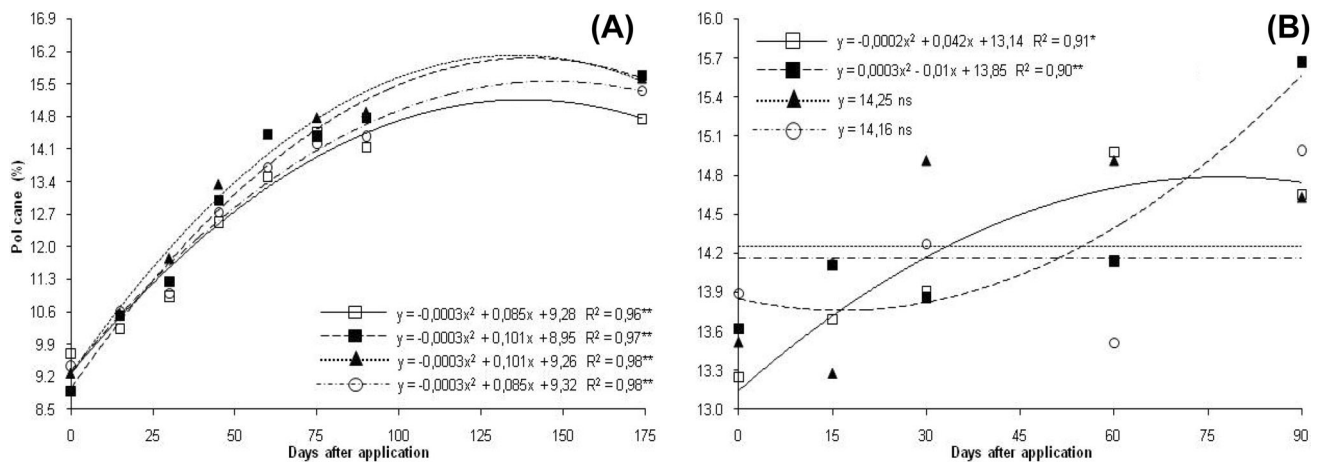 (A)
Pol cane (%)
16.9
16.2
15.5
14.8
14.1
13.4
12.7
12.0
11.3
10.6
9.9
9.2
8.5
y = -0,0003x² + 0,085x + 9,28 R² = 0,96**
y = -0,0003x² + 0,101x + 8,95 R² = 0,97**
y = -0,0003x² + 0,101x + 9,26 R² = 0,98**
y = -0,0003x² + 0,085x + 9,32 R² = 0,98**
0 25 50 75 100 125 150 175
Days after application
(B)
16.0
15.7
15.4
15.1
14.8
14.5
14.2
13.9
13.6
13.3
13.0
y = -0,0002x² + 0,042x + 13,14 R² = 0,91*
y = 0,0003x² - 0,01x + 13,85 R² = 0,90**
y = 14,25 ns
y = 14,16 ns
0 15 30 45 60 75 90
Days after application